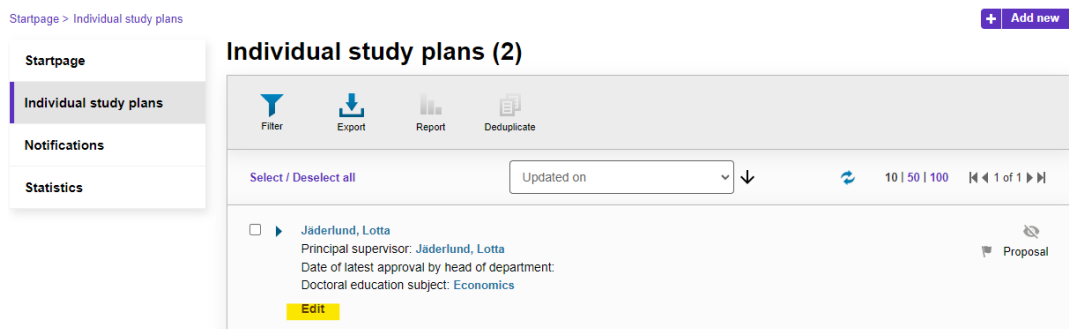 Startpage > Individual study plans
+ Add new
Startpage
Individual study plans
Notifications
Statistics
Individual study plans (2)
Filter
Export
Report
Deduplicate
Select / Deselect all
Updated on
10 | 50 | 100
1 of 1
Jäderlund, Lotta
Principal supervisor: Jäderlund, Lotta
Date of latest approval by head of department:
Doctoral education subject: Economics
Edit
Proposal